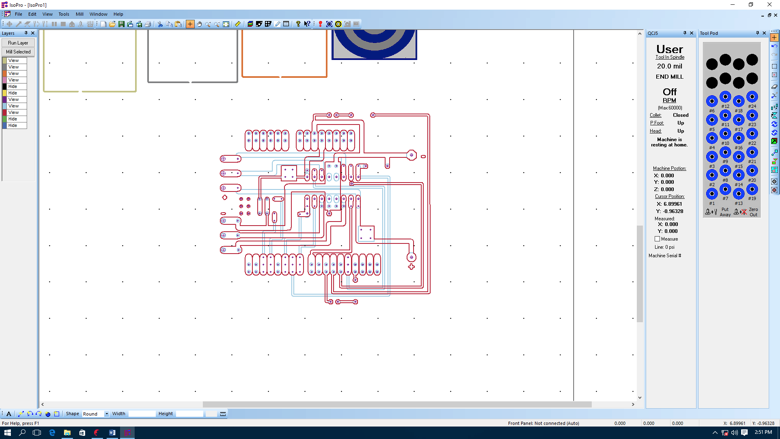 IsoPro - [IsoPro1]
File Edit View Tools Mill Window Help
Layers
Run Layer
Mill Selected
View
View
View
View
Hide
Hide
View
View
View
Hide
Hide
QCJ5
User
Tool In Spindle
20.0 mil
END MILL
Off
RPM
(Max:60000)
Collet: Closed
P.Foot: Up
Head: Up
Machine is
resting at home.
Machine Position:
X: 0.000
Y: 0.000
Z: 0.000
Cursor Position:
X: 6.89961
Y: -0.96328
Measured:
X: 0.000
Y: 0.000
Measure
Line: 0 psi
Machine Serial #
Tool Pod
#12
#24
#6
#18
#11
#23
#5
#17
#10
#22
#4
#16
#9
#21
#3
#15
#8
#20
#2
#14
#7
#19
#1
#13
Put
Away
Zero
Out
A
Shape Round Width Height
For Help, press F1
Front Panel: Not connected (Auto) 0.000 0.000 0.000 X: 6.89961 Y: -0.96328
2:51 PM